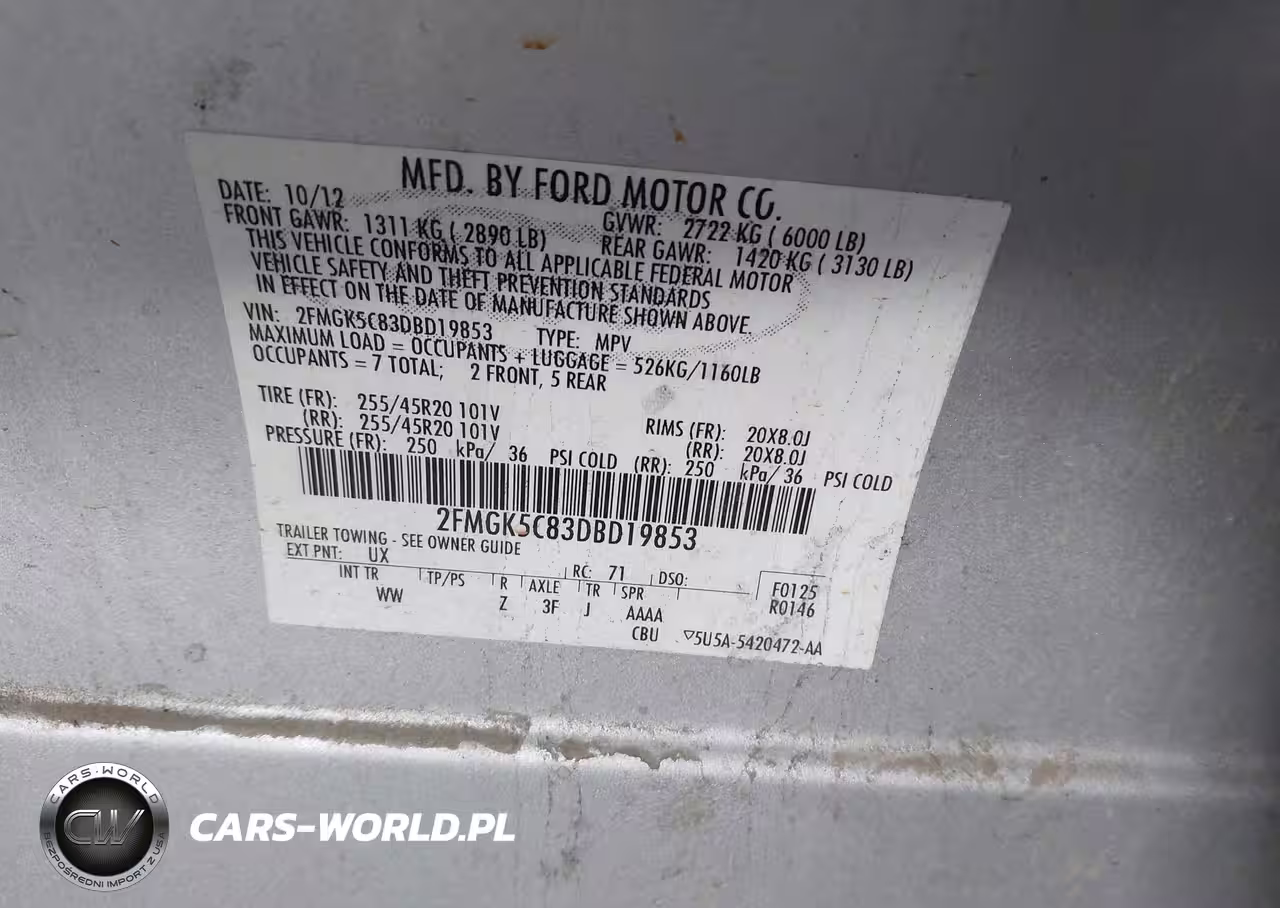 MFD. BY FORD MOTOR CO.
DATE: 10/12 GVWR: 2722 KG ( 6000 LB)
FRONT GAWR: 1311 KG ( 2890 LB) REAR GAWR: 1420 KG ( 3130 LB)
THIS VEHICLE CONFORMS TO ALL APPLICABLE FEDERAL MOTOR
VEHICLE SAFETY AND THEFT PREVENTION STANDARDS
IN EFFECT ON THE DATE OF MANUFACTURE SHOWN ABOVE.
VIN: 2FMGK5C83DBD19853 TYPE: MPV
MAXIMUM LOAD = OCCUPANTS + LUGGAGE = 526KG/1160LB
OCCUPANTS = 7 TOTAL; 2 FRONT, 5 REAR
TIRE (FR): 255/45R20 101V RIMS (FR): 20X8.0J
(RR): 255/45R20 101V (RR): 20X8.0J
PRESSURE (FR): 250 kPa/ 36 PSI COLD (RR): 250 kPa/ 36 PSI COLD
2FMGK5C83DBD19853
TRAILER TOWING - SEE OWNER GUIDE
EXT PNT: UX RC: 71 DSO: F0125
INT TR TP/PS R AXLE TR SPR R0146
WW Z 3F J AAAA
CBU ▽5U5A-5420472-AA
CARS-WORLD
CW
BEZPOŚREDNI IMPORT Z USA
CARS-WORLD.PL